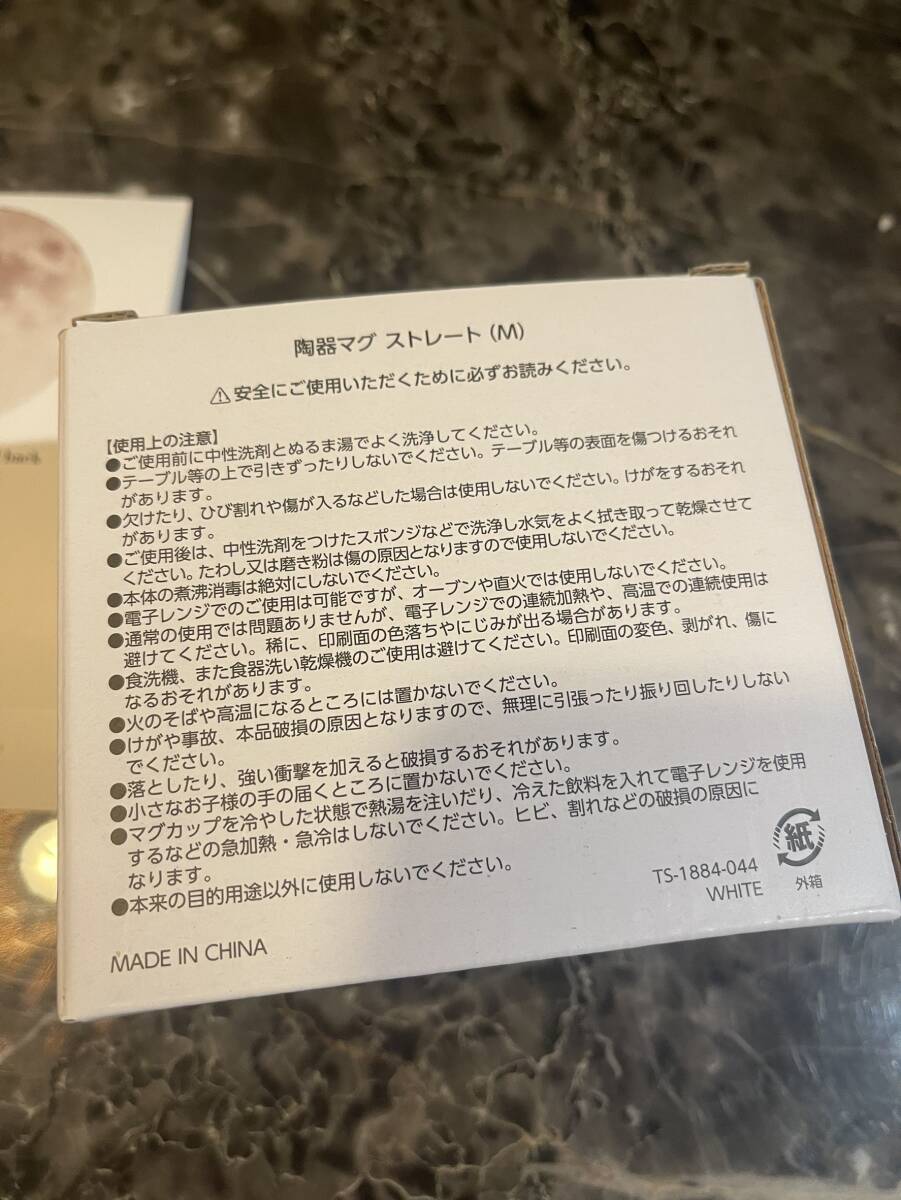 陶器マグ ストレート（M）
⚠安全にご使用いただくために必ずお読みください。
【使用上の注意】
●ご使用前に中性洗剤とぬるま湯でよく洗浄してください。
●テーブル等の上で引きずったりしないでください。テーブル等の表面を傷つけるおそれ
があります。
●欠けたり、ひび割れや傷が入るなどした場合は使用しないでください。けがをするおそれ
があります。
●ご使用後は、中性洗剤をつけたスポンジなどで洗浄し水気をよく拭き取って乾燥させて
ください。たわし又は磨き粉は傷の原因となりますので使用しないでください。
●本体の煮沸消毒は絶対にしないでください。
●電子レンジでのご使用は可能ですが、オーブンや直火では使用しないでください。
●通常の使用では問題ありませんが、電子レンジでの連続加熱や、高温での連続使用は
避けてください。稀に、印刷面の色落ちやにじみが出る場合があります。
●食洗機、また食器洗い乾燥機のご使用は避けてください。印刷面の変色、剥がれ、傷に
なるおそれがあります。
●火のそばや高温になるところには置かないでください。
●けがや事故、本品破損の原因となりますので、無理に引張ったり振り回したりしない
でください。
●落としたり、強い衝撃を加えると破損するおそれがあります。
●小さなお子様の手の届くところに置かないでください。
●マグカップを冷やした状態で熱湯を注いだり、冷えた飲料を入れて電子レンジを使用
するなどの急加熱・急冷はしないでください。ヒビ、割れなどの破損の原因に
なります。
●本来の目的用途以外に使用しないでください。
TS-1884-044
WHITE
紙
外箱
MADE IN CHINA